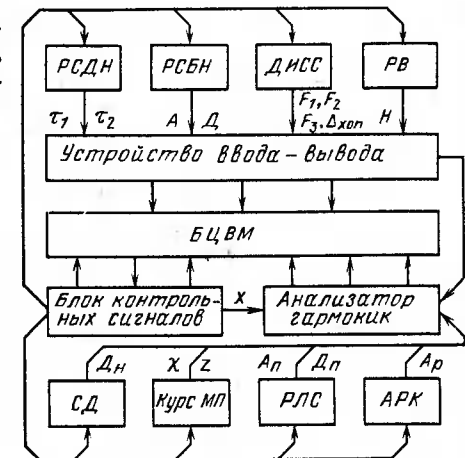 РСДН РСБН ДИСС РВ
τ₁ τ₂ А Д F₁, F₂ Н
F₃, Δхоп
Устройство ввода-вывода
БЦВМ
Блок контроль-
ных сигналов
х
Анализатор
гармокик
Дн χ z Ап Дп Ар
СД Курс МП РЛС АРК